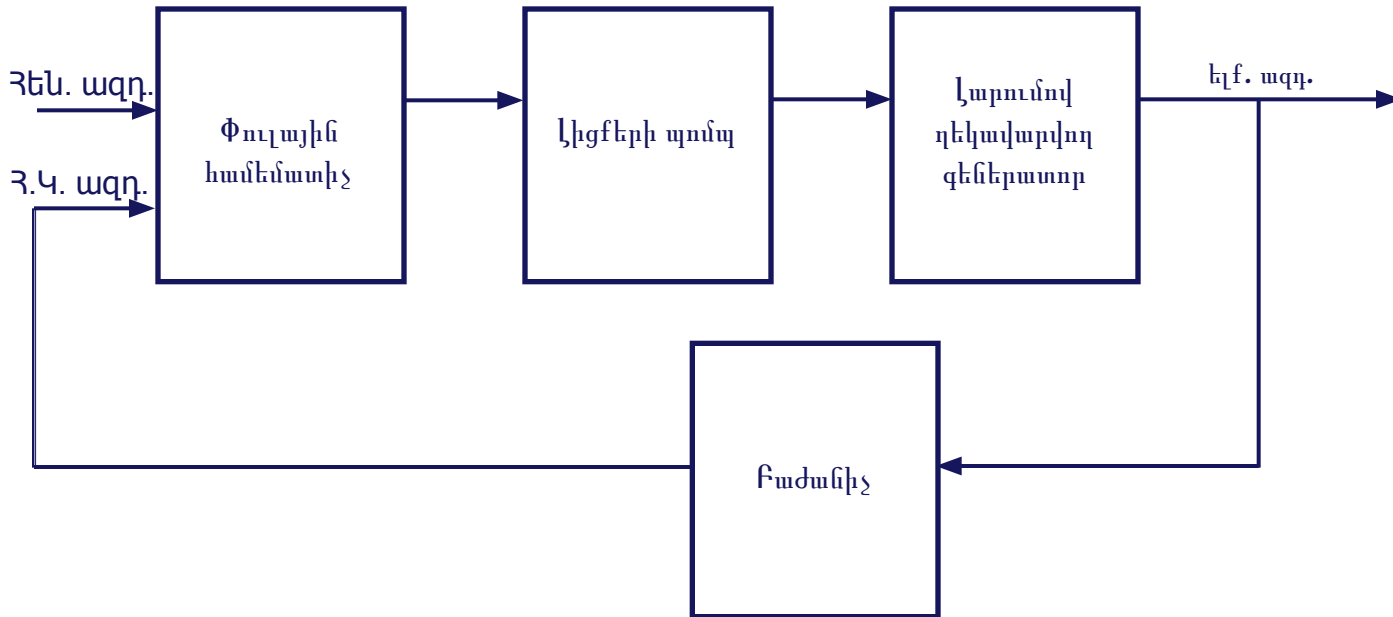 Հեն. ազդ.
Հ.Կ. ազդ.
Փուլային
համեմատիչ
Լիցքերի պոմպ
Լարումով
ղեկավարվող
գեներատոր
ելք. ազդ.
Բաժանիչ